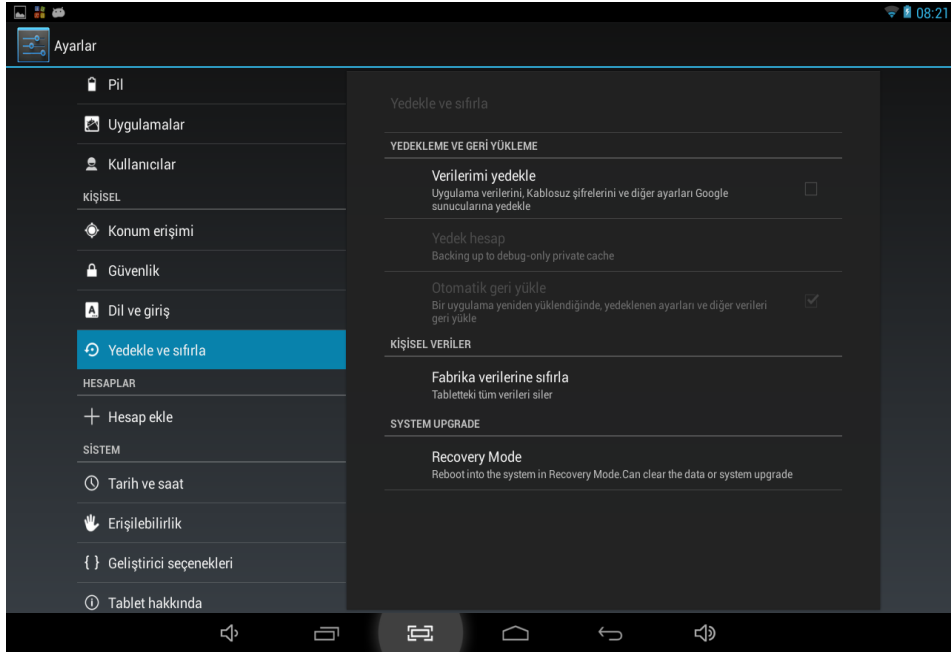 08:21
Ayarlar
Pil
Uygulamalar
Kullanıcılar
KİŞİSEL
Konum erişimi
Güvenlik
Dil ve giriş
Yedekle ve sıfırla
HESAPLAR
Hesap ekle
SİSTEM
Tarih ve saat
Erişilebilirlik
{ } Geliştirici seçenekleri
Tablet hakkında
Yedekle ve sıfırla
YEDEKLEME VE GERİ YÜKLEME
Verilerimi yedekle
Uygulama verilerini, Kablosuz şifrelerini ve diğer ayarları Google
sunucularına yedekle
Yedek hesap
Backing up to debug-only private cache
Otomatik geri yükle
Bir uygulama yeniden yüklendiğinde, yedeklenen ayarları ve diğer verileri
geri yükle
KİŞİSEL VERİLER
Fabrika verilerine sıfırla
Tabletteki tüm verileri siler
SYSTEM UPGRADE
Recovery Mode
Reboot into the system in Recovery Mode.Can clear the data or system upgrade